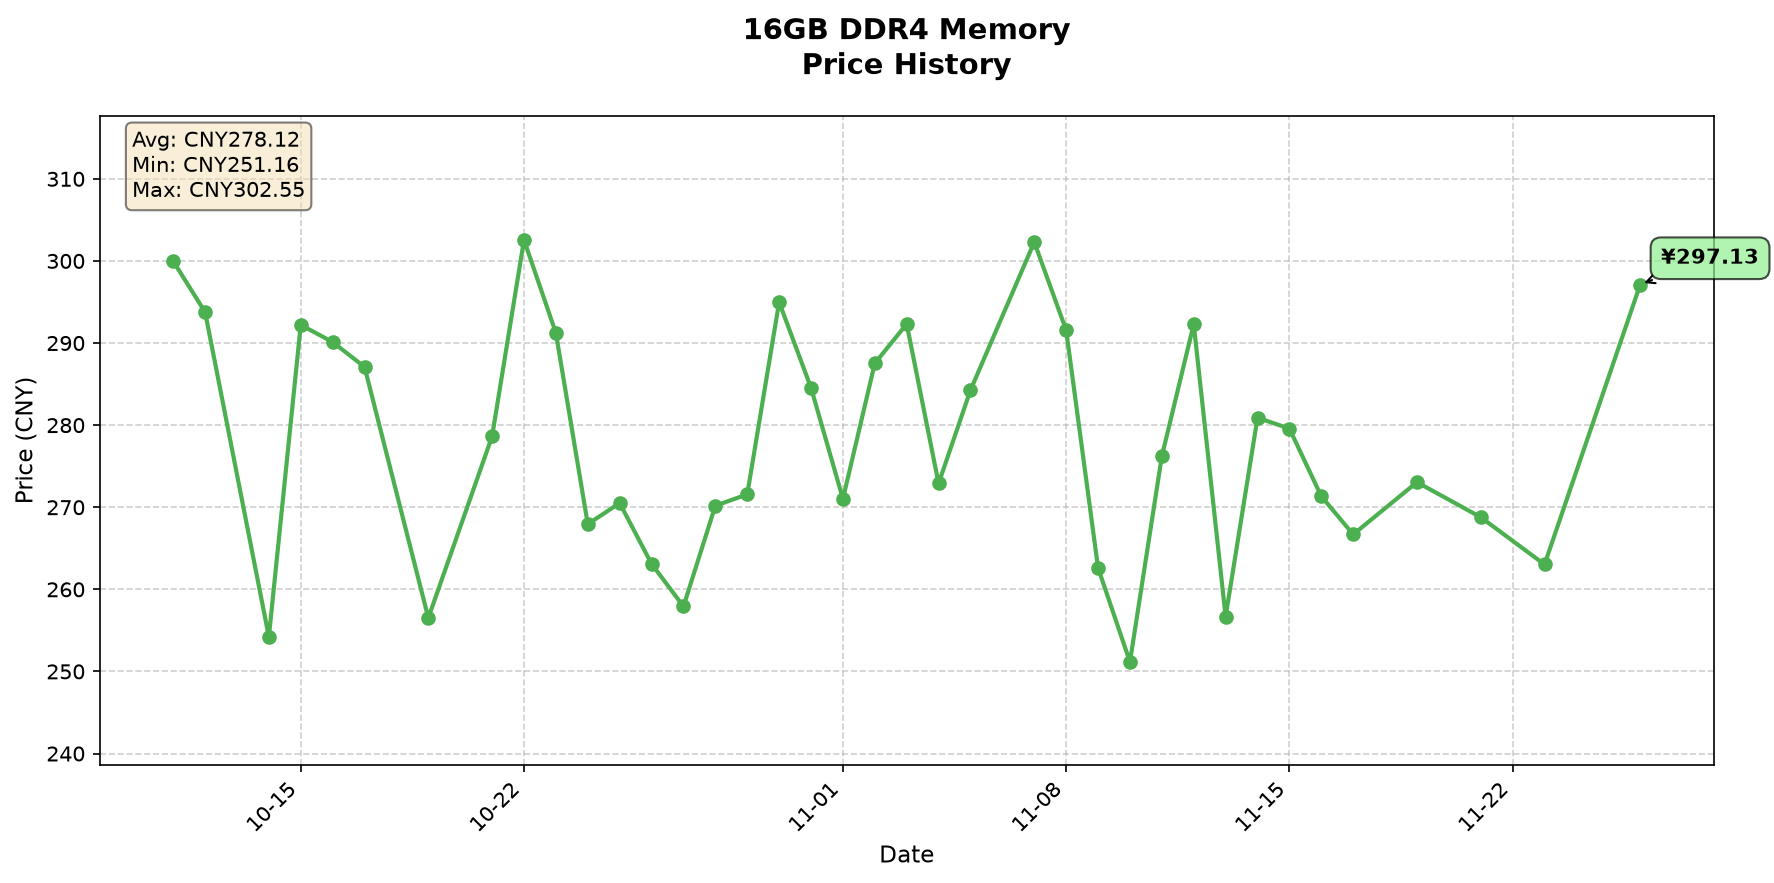 16GB DDR4 Memory
Price History
Avg: CNY278.12
Min: CNY251.16
Max: CNY302.55
¥297.13
Price (CNY)
310
300
290
280
270
260
250
240
10-15
10-22
11-01
11-08
11-15
11-22
Date